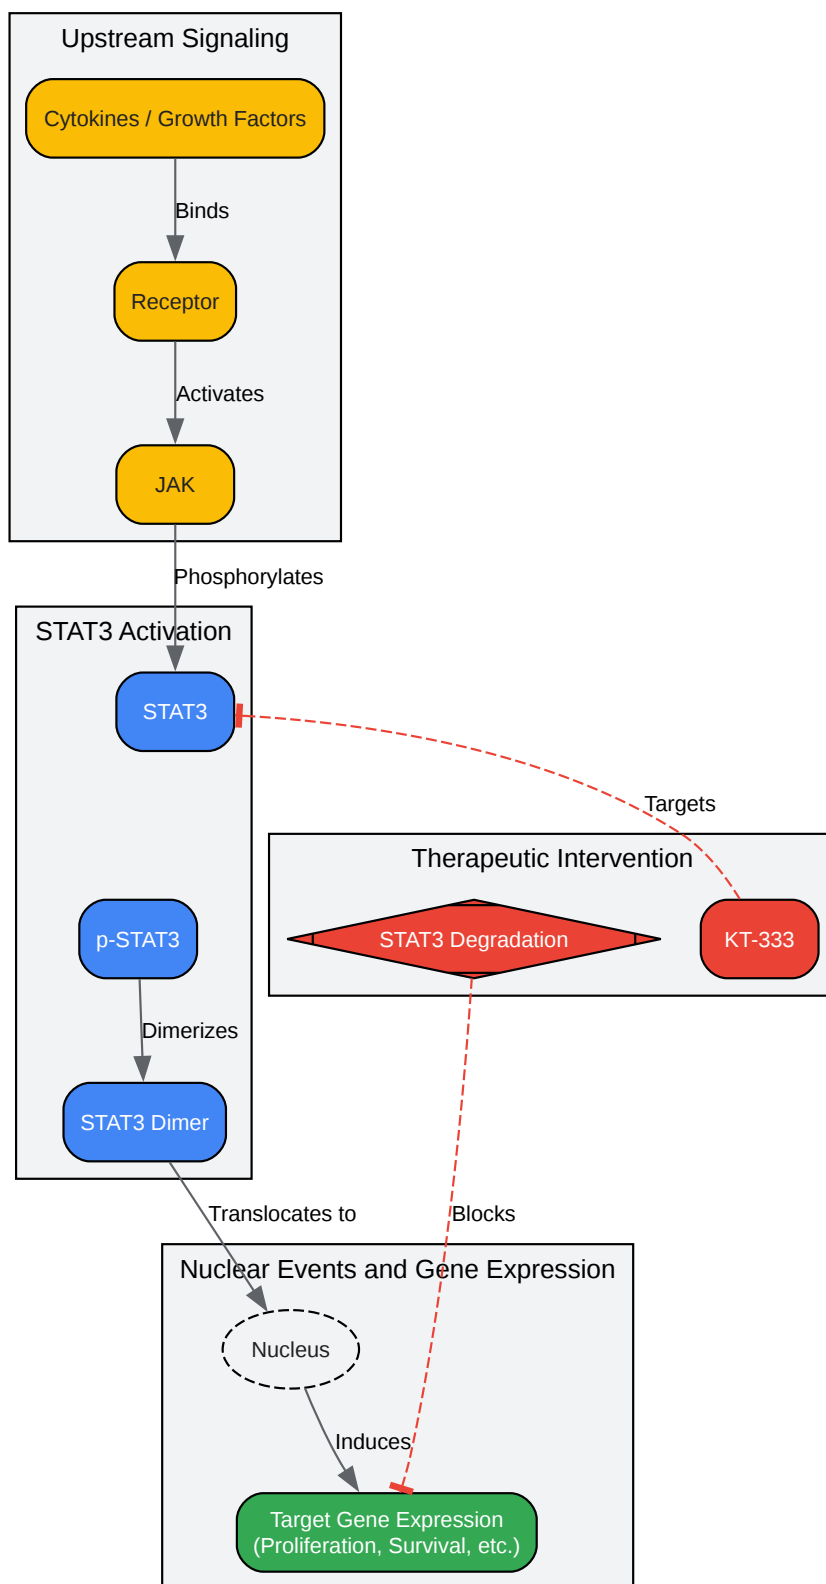 Upstream Signaling
Cytokines / Growth Factors
Binds
Receptor
Activates
JAK
Phosphorylates
STAT3 Activation
STAT3
Targets
Therapeutic Intervention
p-STAT3
STAT3 Degradation
KT-333
Dimerizes
STAT3 Dimer
Translocates to
Blocks
Nuclear Events and Gene Expression
Nucleus
Induces
Target Gene Expression
(Proliferation, Survival, etc.)